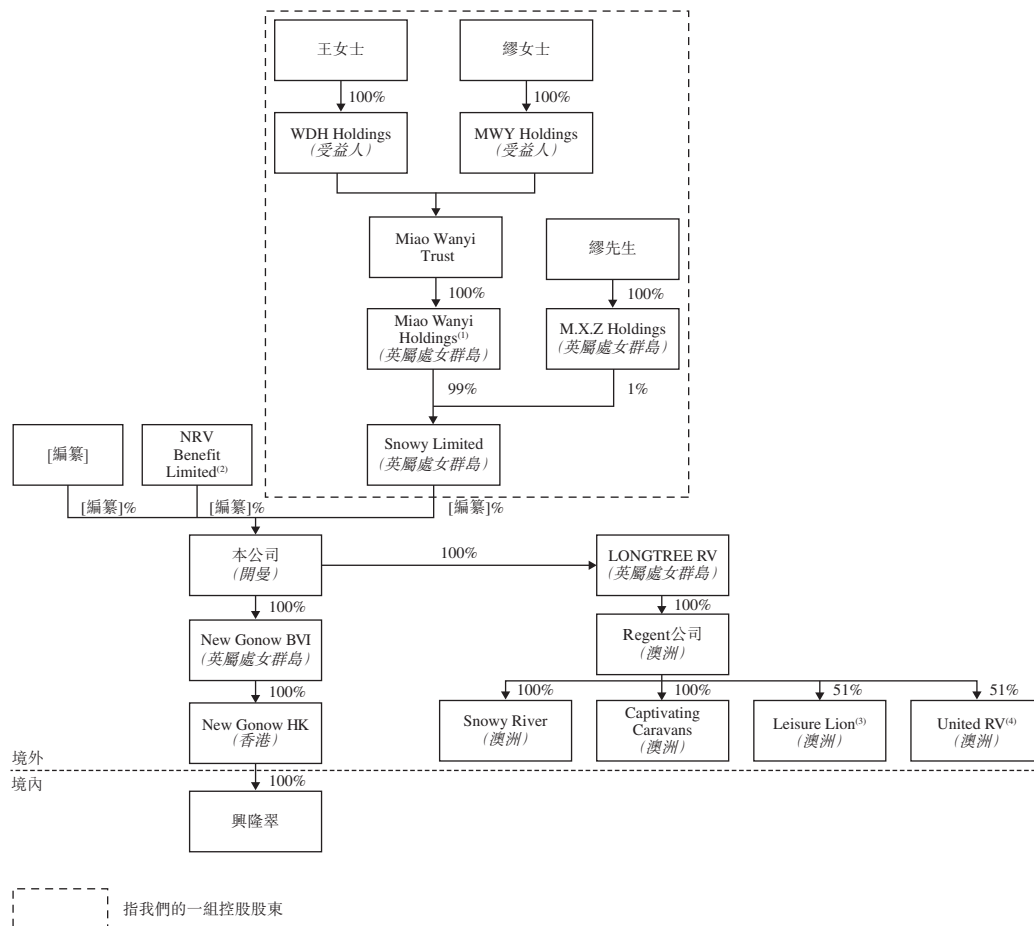 王女士
繆女士
100%
100%
WDH Holdings
(受益人)
MWY Holdings
(受益人)
Miao Wanyi
Trust
繆先生
100%
100%
Miao Wanyi
Holdings(1)
(英屬處女群島)
M.X.Z Holdings
(英屬處女群島)
99%
1%
[編纂]
NRV
Benefit
Limited(2)
Snowy Limited
(英屬處女群島)
[編纂]%
[編纂]%
[編纂]%
本公司
(開曼)
100%
LONGTREE RV
(英屬處女群島)
100%
100%
New Gonow BVI
(英屬處女群島)
Regent公司
(澳洲)
100%
100%
100%
51%
51%
New Gonow HK
(香港)
Snowy River
(澳洲)
Captivating
Caravans
(澳洲)
Leisure Lion(3)
(澳洲)
United RV(4)
(澳洲)
境外
境內
100%
興隆翠
指我們的一組控股股東